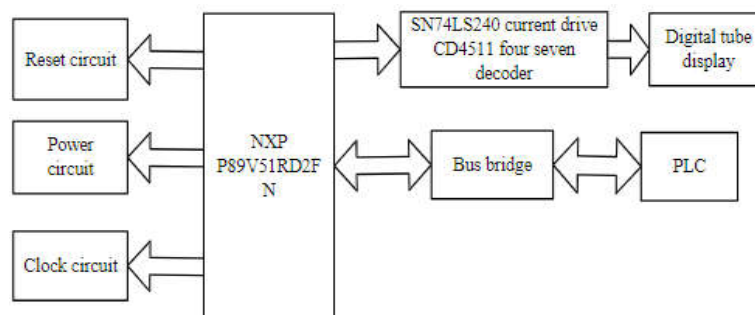 Reset circuit
Power
circuit
Clock circuit
NXP
P89V51RD2F
N
SN74LS240 current drive
CD4511 four seven
decoder
Digital tube
display
Bus bridge
PLC